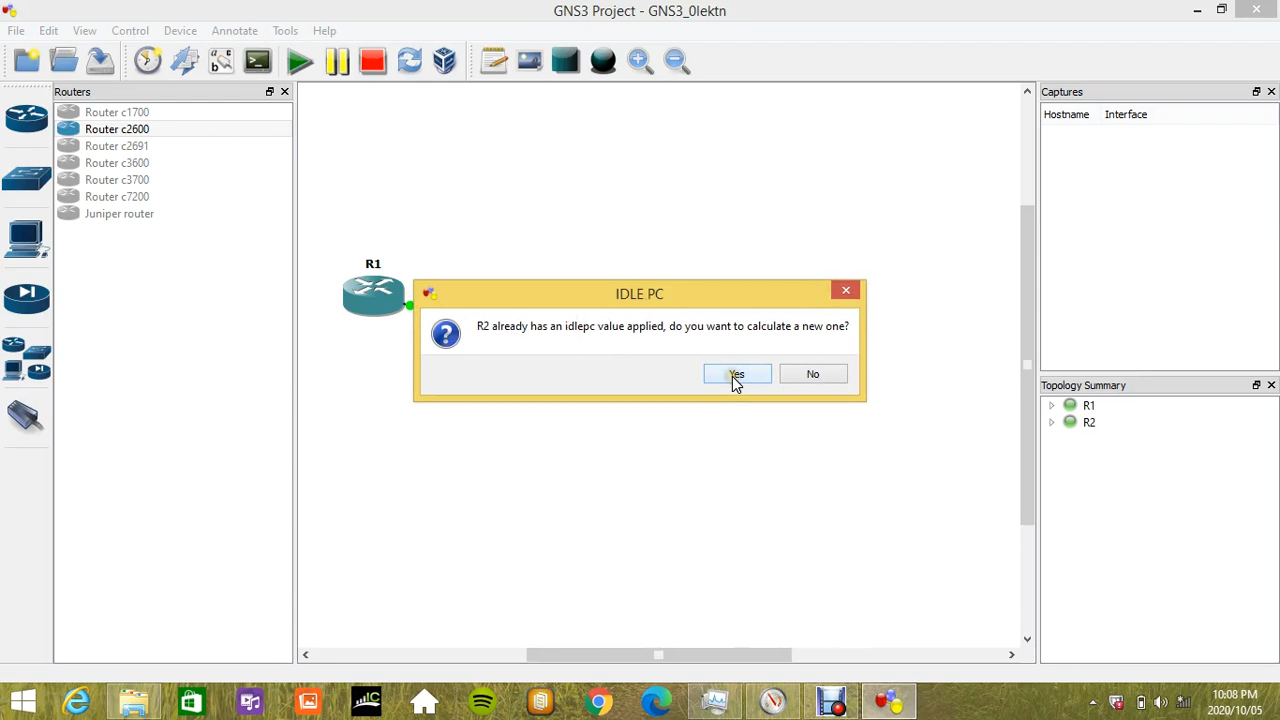 GNS3 Project - GNS3_0lektn
File Edit View Control Device Annotate Tools Help
Routers
Router c1700
Router c2600
Router c2691
Router c3600
Router c3700
Router c7200
Juniper router
R1
IDLE PC
R2 already has an idlepc value applied, do you want to calculate a new one?
Yes No
Captures
Hostname Interface
Topology Summary
R1
R2
10:08 PM
2020/10/05